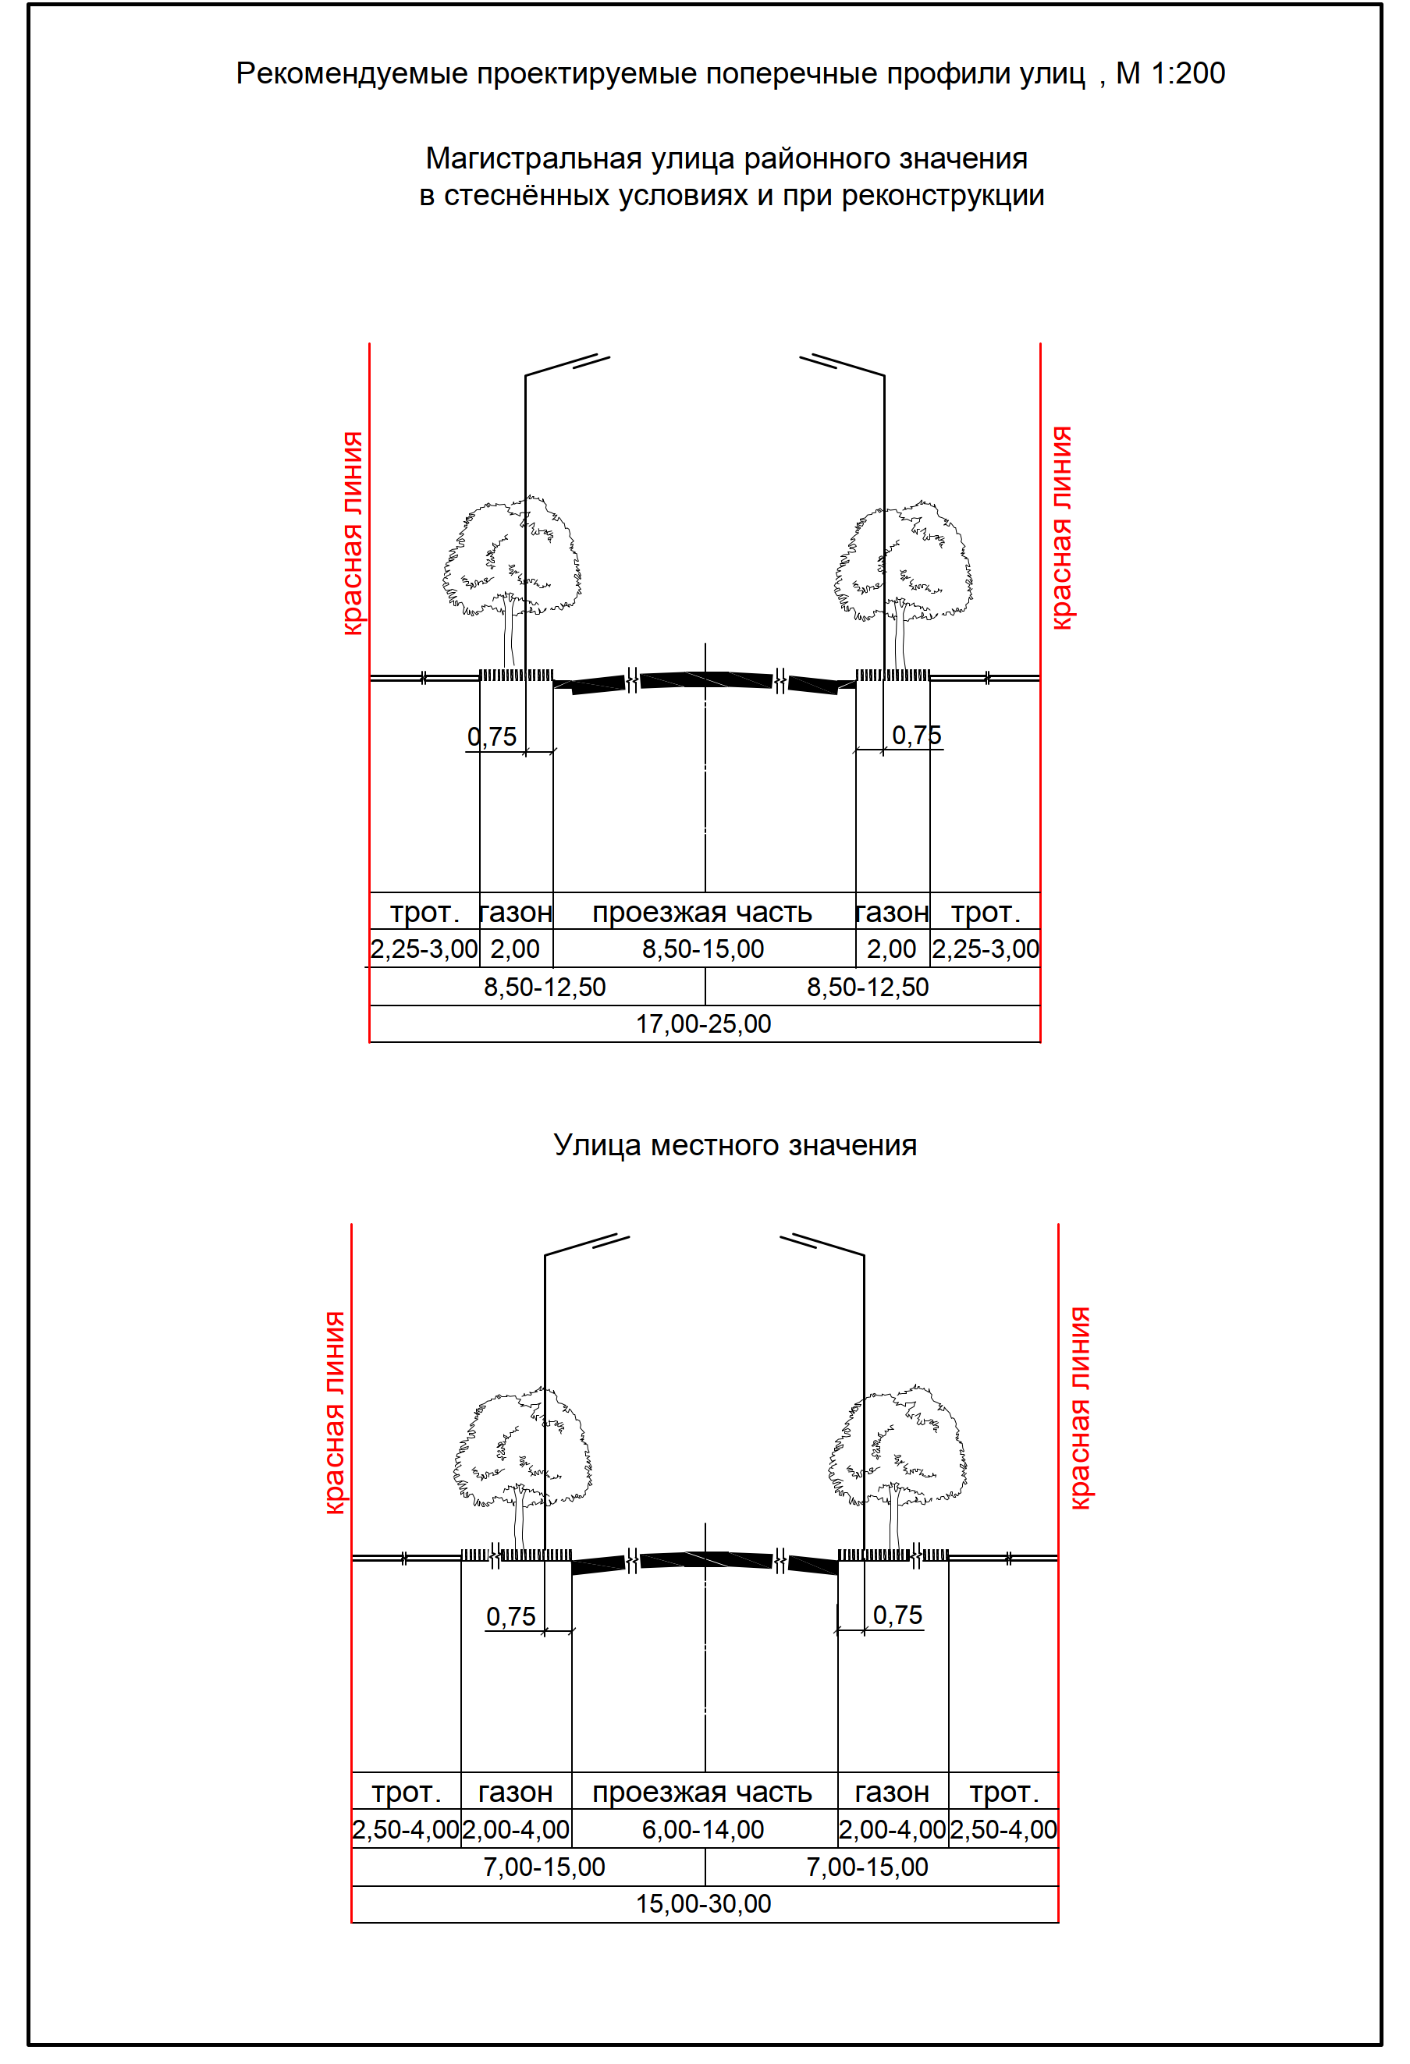 Рекомендуемые проектируемые поперечные профили улиц , М 1:200
Магистральная улица районного значения
в стеснённых условиях и при реконструкции
красная линия
красная линия
0,75
0,75
трот. газон проезжая часть газон трот.
2,25-3,00 2,00 8,50-15,00 2,00 2,25-3,00
8,50-12,50 8,50-12,50
17,00-25,00
Улица местного значения
красная линия
красная линия
0,75
0,75
трот. газон проезжая часть газон трот.
2,50-4,00 2,00-4,00 6,00-14,00 2,00-4,00 2,50-4,00
7,00-15,00 7,00-15,00
15,00-30,00